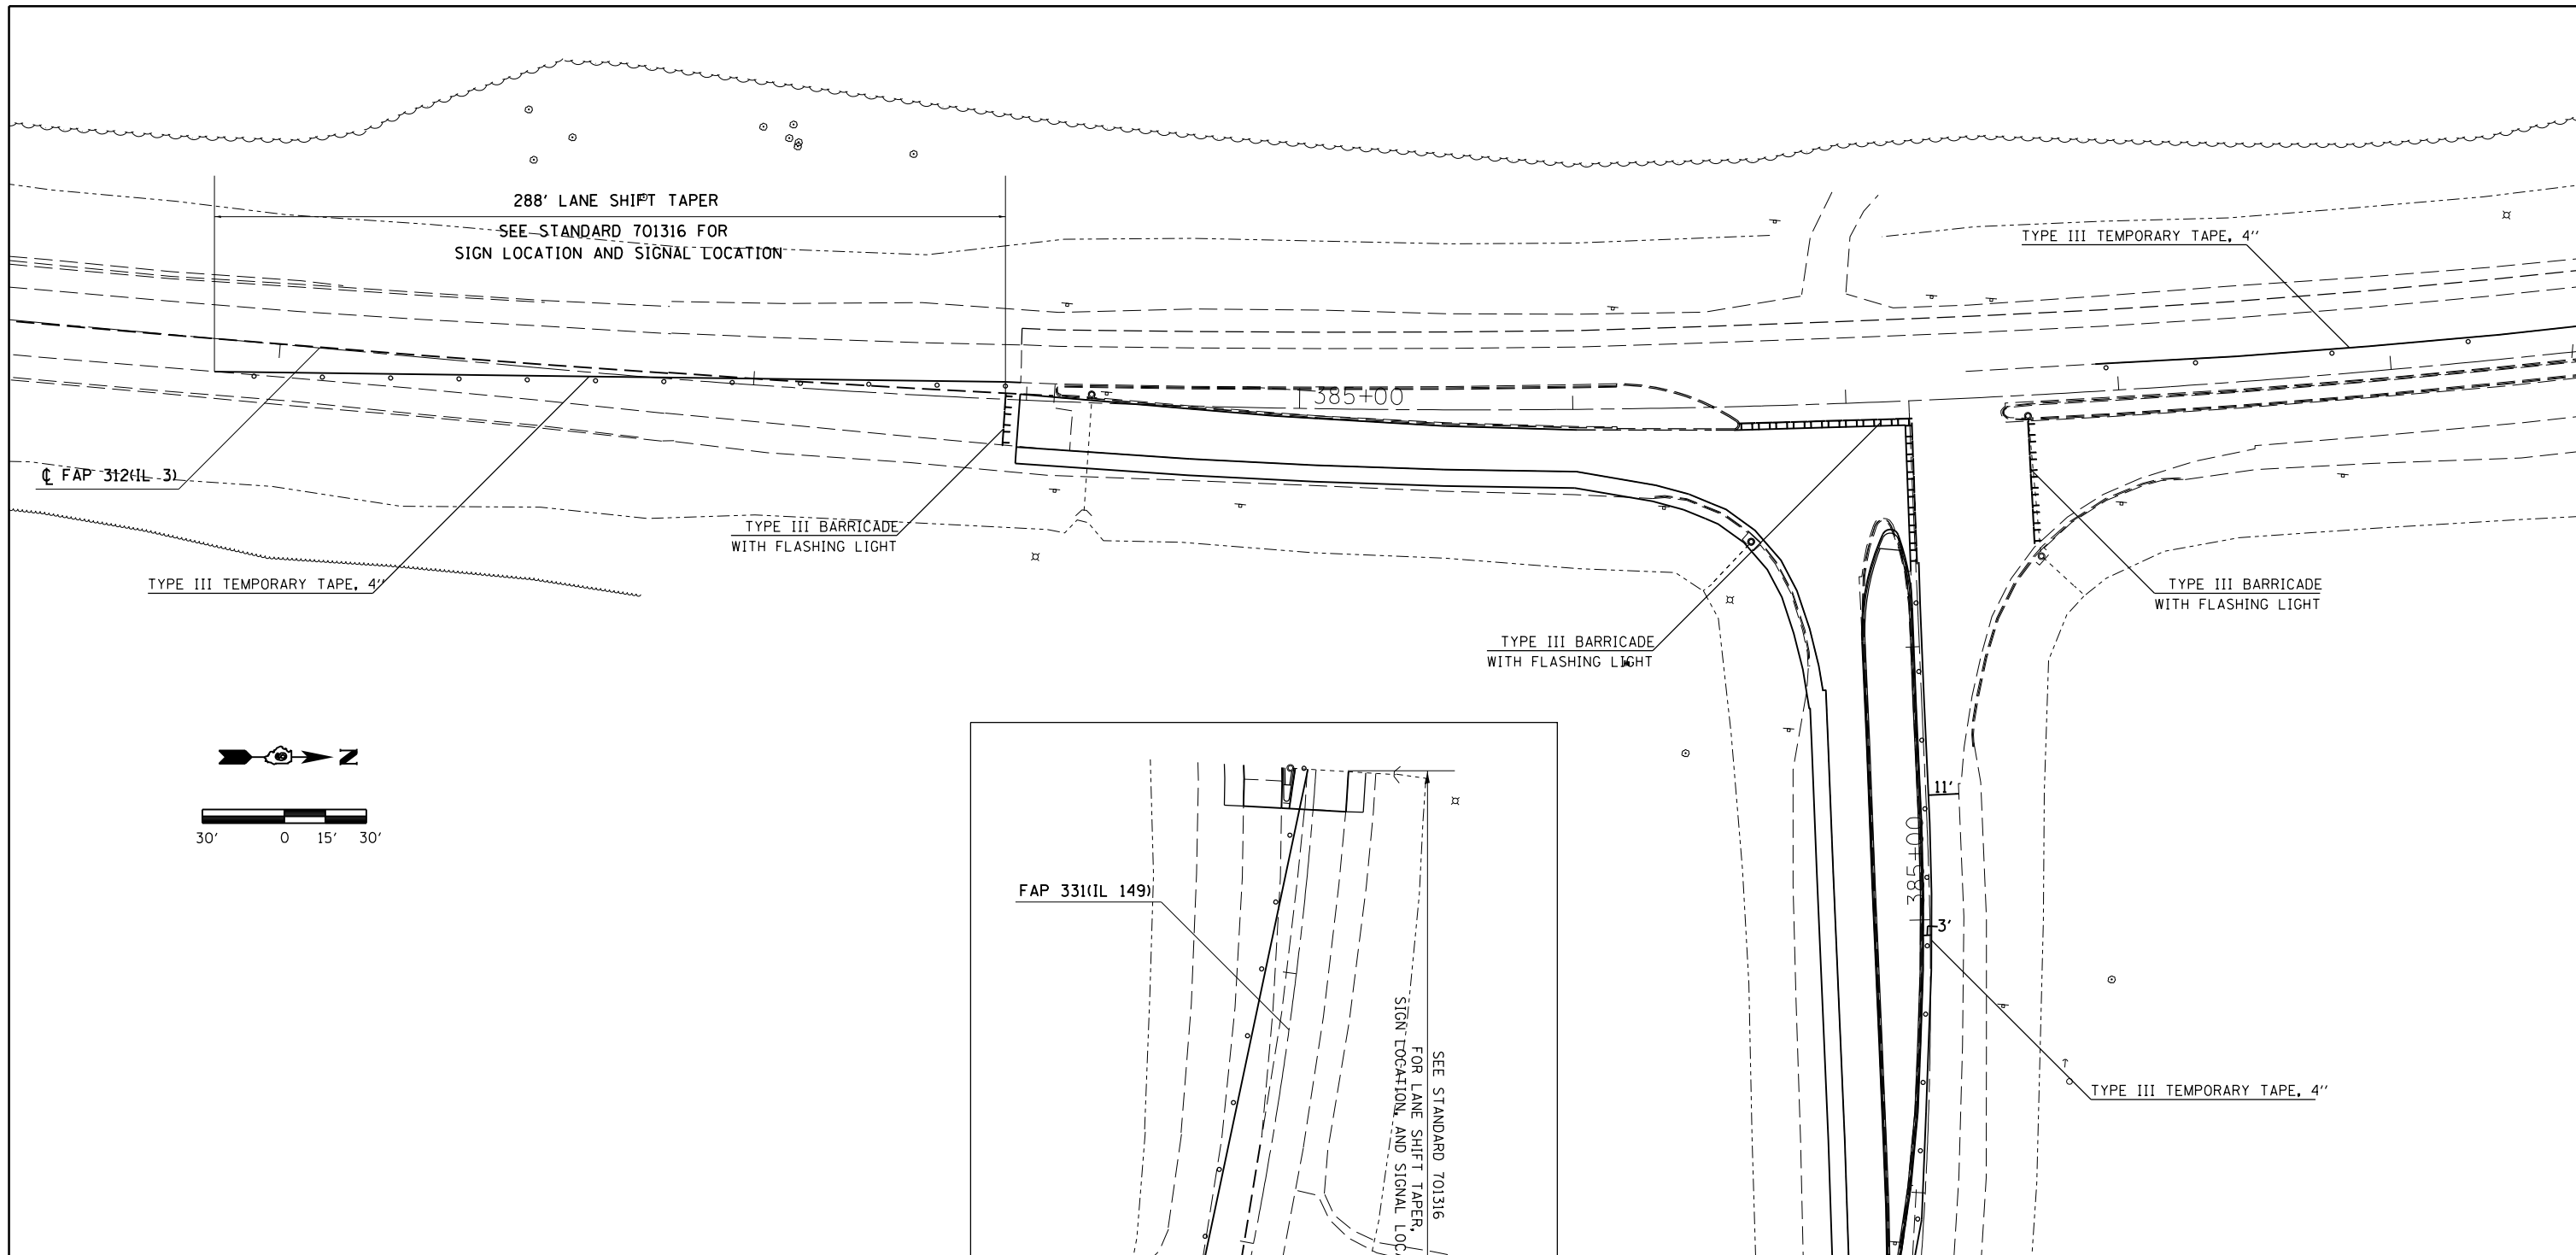 288' LANE SHIFT TAPER
SEE STANDARD 701316 FOR
SIGN LOCATION AND SIGNAL LOCATION
TYPE III TEMPORARY TAPE, 4''
385+00
℄ FAP 312(IL 3)
TYPE III BARRICADE
WITH FLASHING LIGHT
TYPE III TEMPORARY TAPE, 4''
TYPE III BARRICADE
WITH FLASHING LIGHT
TYPE III BARRICADE
WITH FLASHING LIGHT
N
30' 0 15' 30'
11'
385+00
3'
FAP 331(IL 149)
SEE STANDARD 701316
FOR LANE SHIFT TAPER,
SIGN LOCATION, AND SIGNAL
TYPE III TEMPORARY TAPE, 4''